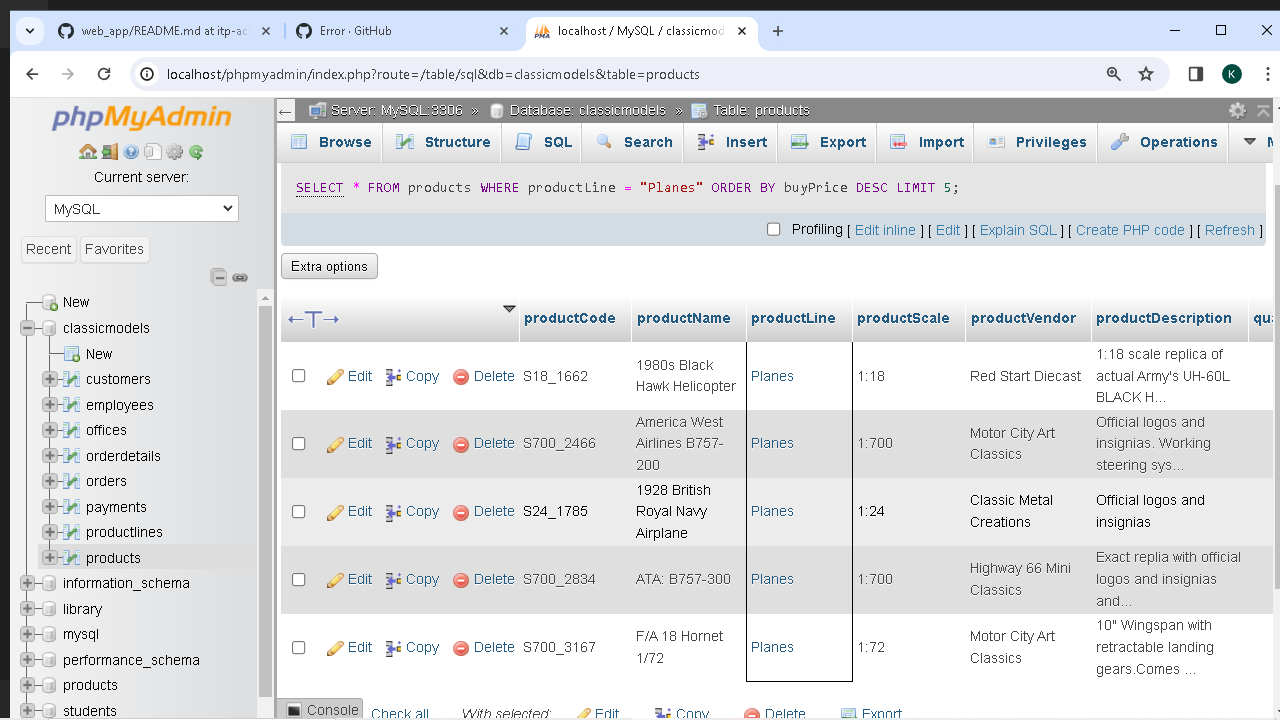 web_app/README.md at itp-ac
Error · GitHub
localhost / MySQL / classicmod
localhost/phpmyadmin/index.php?route=/table/sql&db=classicmodels&table=products
K
phpMyAdmin
Current server:
MySQL
Recent
Favorites
New
classicmodels
New
customers
employees
offices
orderdetails
orders
payments
productlines
products
information_schema
library
mysql
performance_schema
products
students
Server: MySQL:3306 » Database: classicmodels » Table: products
Browse Structure SQL Search Insert Export Import Privileges Operations M
SELECT * FROM products WHERE productLine = "Planes" ORDER BY buyPrice DESC LIMIT 5;
Profiling [ Edit inline ] [ Edit ] [ Explain SQL ] [ Create PHP code ] [ Refresh ]
Extra options
←T→ productCode productName productLine productScale productVendor productDescription qua
Edit Copy Delete S18_1662 1980s Black Hawk Helicopter Planes 1:18 Red Start Diecast 1:18 scale replica of actual Army's UH-60L BLACK H...
Edit Copy Delete S700_2466 America West Airlines B757-200 Planes 1:700 Motor City Art Classics Official logos and insignias. Working steering sys...
Edit Copy Delete S24_1785 1928 British Royal Navy Airplane Planes 1:24 Classic Metal Creations Official logos and insignias
Edit Copy Delete S700_2834 ATA: B757-300 Planes 1:700 Highway 66 Mini Classics Exact replia with official logos and insignias and...
Edit Copy Delete S700_3167 F/A 18 Hornet 1/72 Planes 1:72 Motor City Art Classics 10" Wingspan with retractable landing gears.Comes ...
Console
Check all With selected: Edit Copy Delete Export